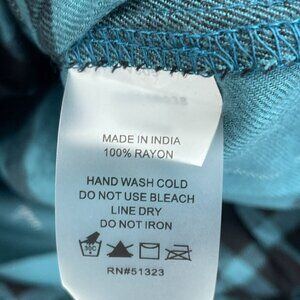 MADE IN INDIA
100% RAYON
HAND WASH COLD
DO NOT USE BLEACH
LINE DRY
DO NOT IRON
30C
RN#51323